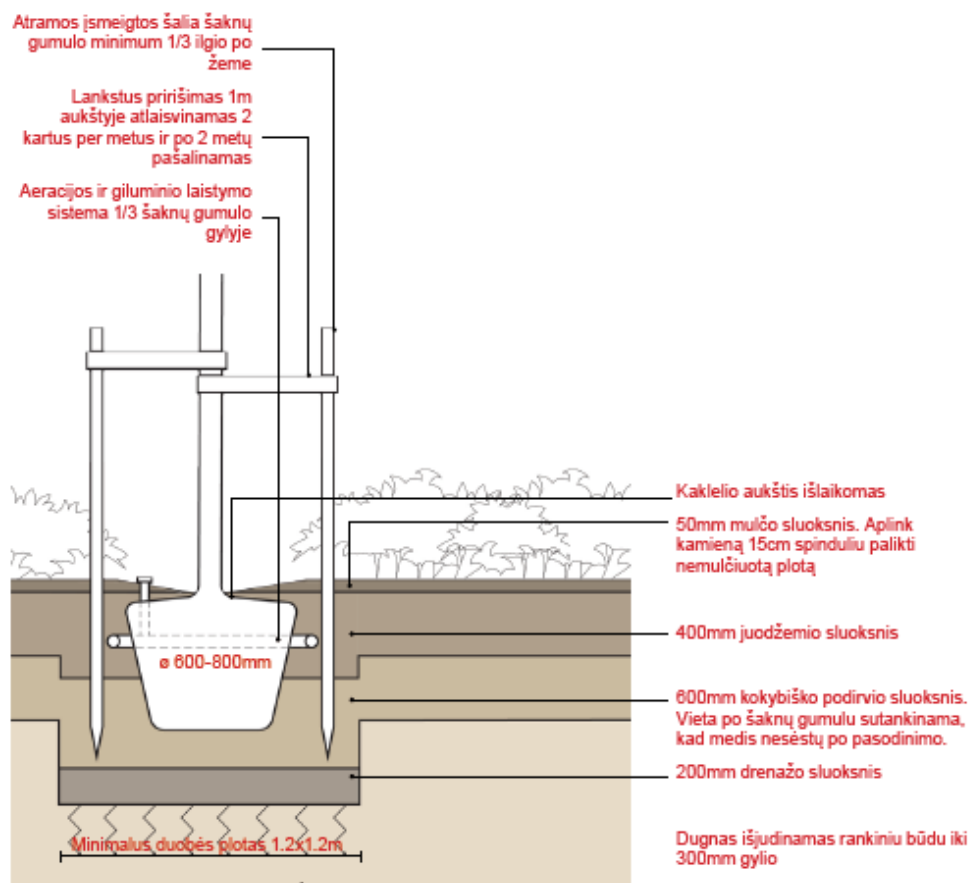 Atramos įsmeigtos šalia šaknų
gumulo minimum 1/3 ilgio po
žeme
Lankstus pririšimas 1m
aukštyje atlaisvinamas 2
kartus per metus ir po 2 metų
pašalinamas
Aeracijos ir giluminio laistymo
sistema 1/3 šaknų gumulo
gylyje
Kaklelio aukštis išlaikomas
50mm mulčo sluoksnis. Aplink
kamieną 15cm spinduliu palikti
nemulčiuotą plotą
400mm juodžemio sluoksnis
ø 600-800mm
600mm kokybiško podirvio sluoksnis.
Vieta po šaknų gumulu sutankinama,
kad medis nesėstų po pasodinimo.
200mm drenažo sluoksnis
Minimalus duobės plotas 1.2x1.2m
Dugnas išjudinamas rankiniu būdu iki
300mm gylio